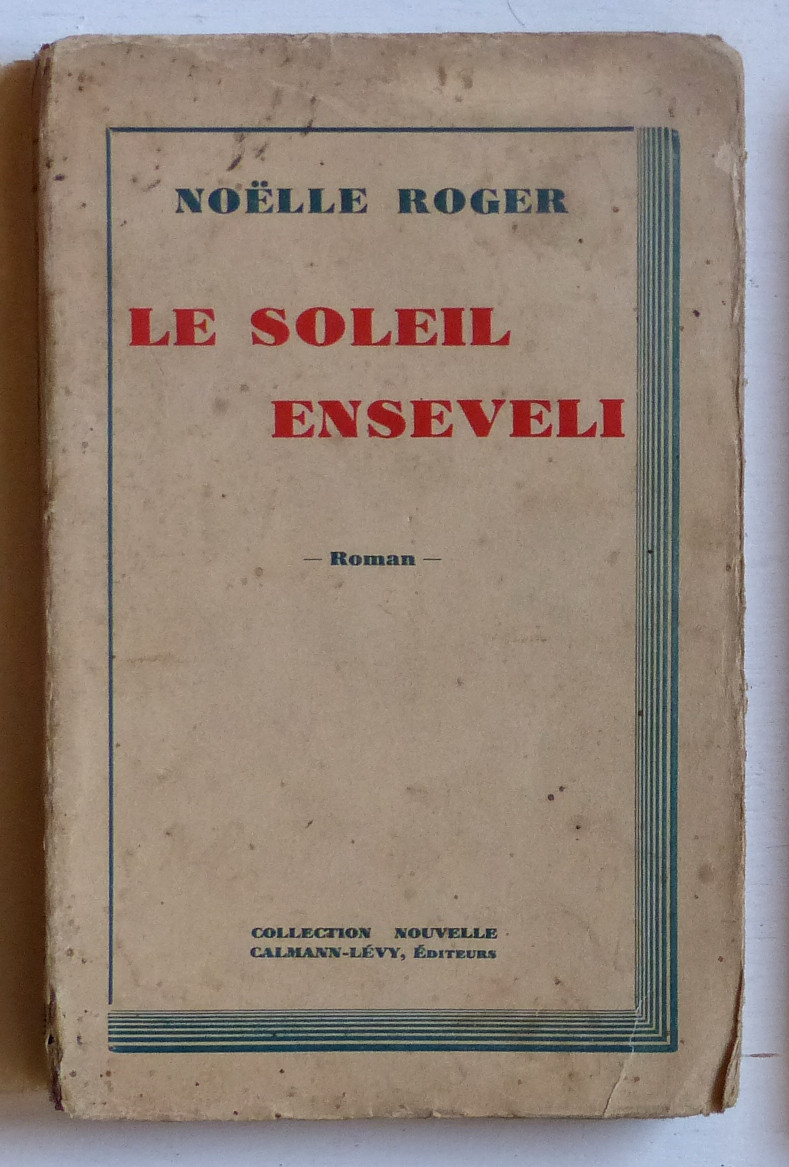 NOËLLE ROGER
LE SOLEIL
ENSEVELI
— Roman —
COLLECTION NOUVELLE
CALMANN-LÉVY, ÉDITEURS